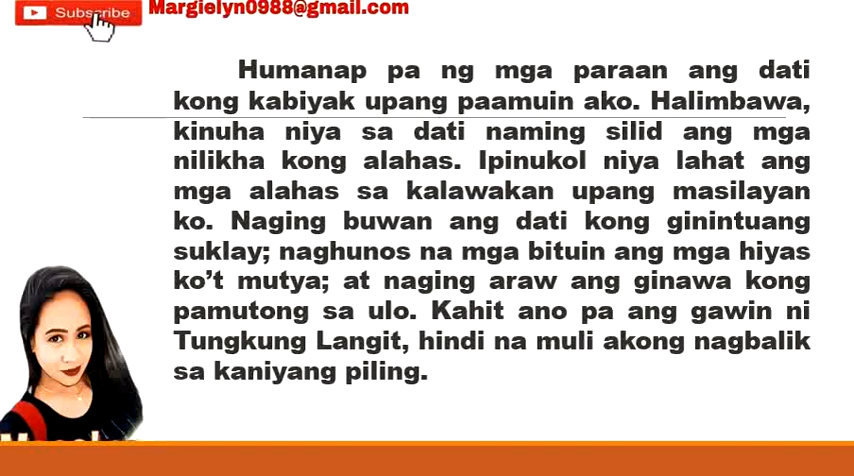 Subscribe
Margielyn0988@gmail.com
Humanap pa ng mga paraan ang dati
kong kabiyak upang paamuin ako. Halimbawa,
kinuha niya sa dati naming silid ang mga
nilikha kong alahas. Ipinukol niya lahat ang
mga alahas sa kalawakan upang masilayan
ko. Naging buwan ang dati kong ginintuang
suklay; naghunos na mga bituin ang mga hiyas
ko't mutya; at naging araw ang ginawa kong
pamutong sa ulo. Kahit ano pa ang gawin ni
Tungkung Langit, hindi na muli akong nagbalik
sa kaniyang piling.